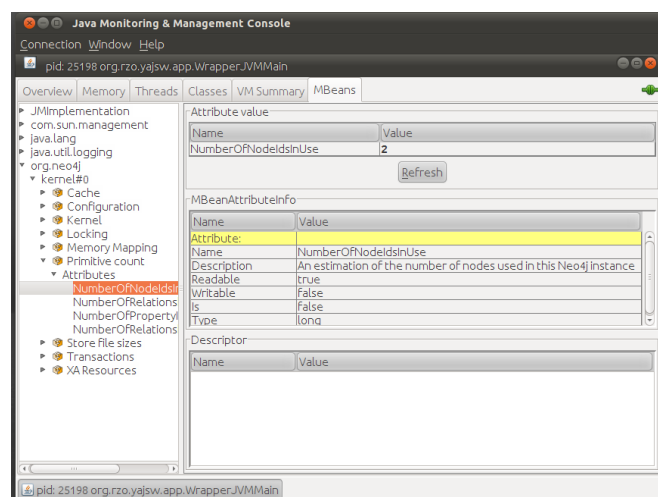 Java Monitoring & Management Console
Connection Window Help
pid: 25198 org.rzo.yajsw.app.WrapperJVMMain
Overview Memory Threads Classes VM Summary MBeans
JMImplementation
com.sun.management
java.lang
java.util.logging
org.neo4j
kernel#0
Cache
Configuration
Kernel
Locking
Memory Mapping
Primitive count
Attributes
NumberOfNodeIdsIn
NumberOfRelations
NumberOfPropertyI
NumberOfRelations
Store file sizes
Transactions
XA Resources
Attribute value
Name Value
NumberOfNodeIdsInUse 2
Refresh
MBeanAttributeInfo
Name Value
Attribute:
Name NumberOfNodeIdsInUse
Description An estimation of the number of nodes used in this Neo4j instance
Readable true
Writable false
Is false
Type long
Descriptor
Name Value
pid: 25198 org.rzo.yajsw.app.WrapperJVMMain